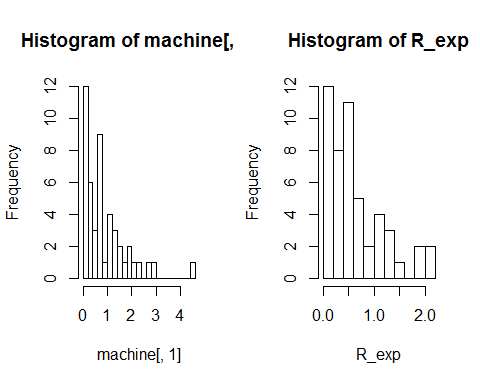 Histogram of machine[,
Frequency
12
10
8
6
4
2
0
0 1 2 3 4
machine[, 1]
Histogram of R_exp
Frequency
12
10
8
6
4
2
0
0.0 1.0 2.0
R_exp